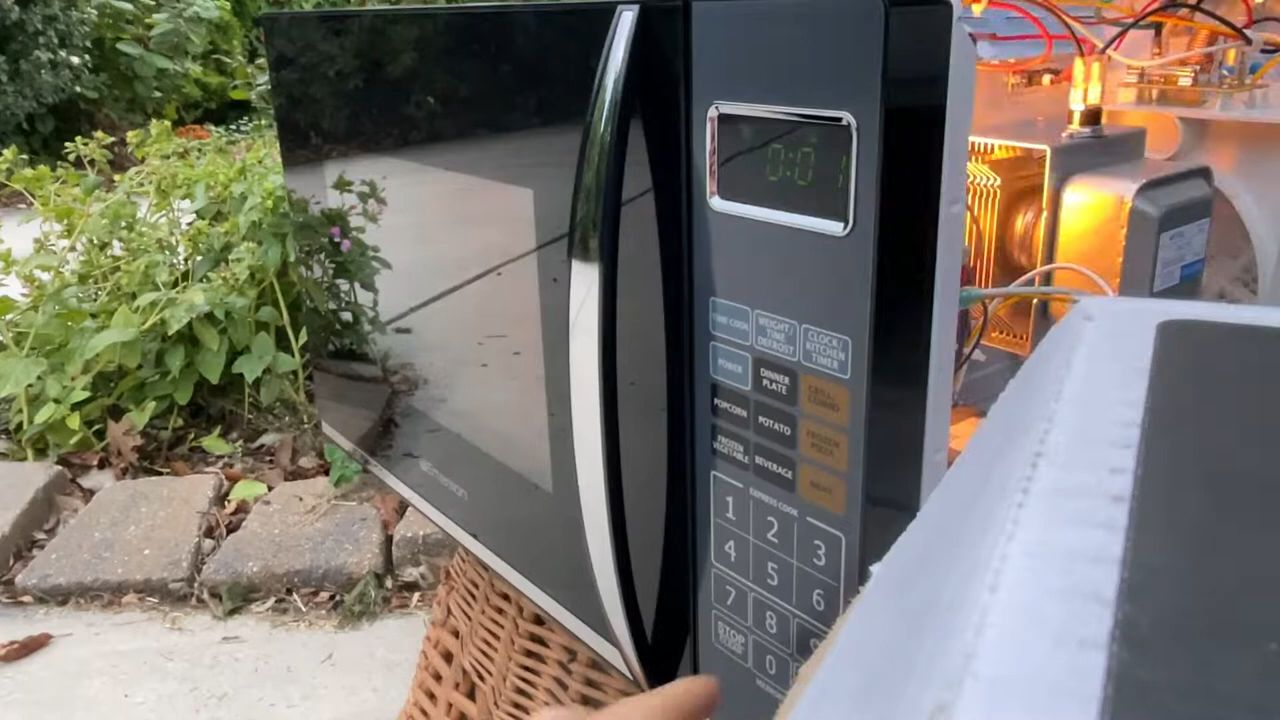 0:01
TIME COOK
WEIGHT/
TIME
DEFROST
CLOCK/
KITCHEN
TIMER
POWER
DINNER
PLATE
POPCORN
POTATO
FROZEN
PIZZA
FROZEN
VEGETABLE
BEVERAGE
EXPRESS COOK
1
2
3
4
5
6
7
8
STOP
0